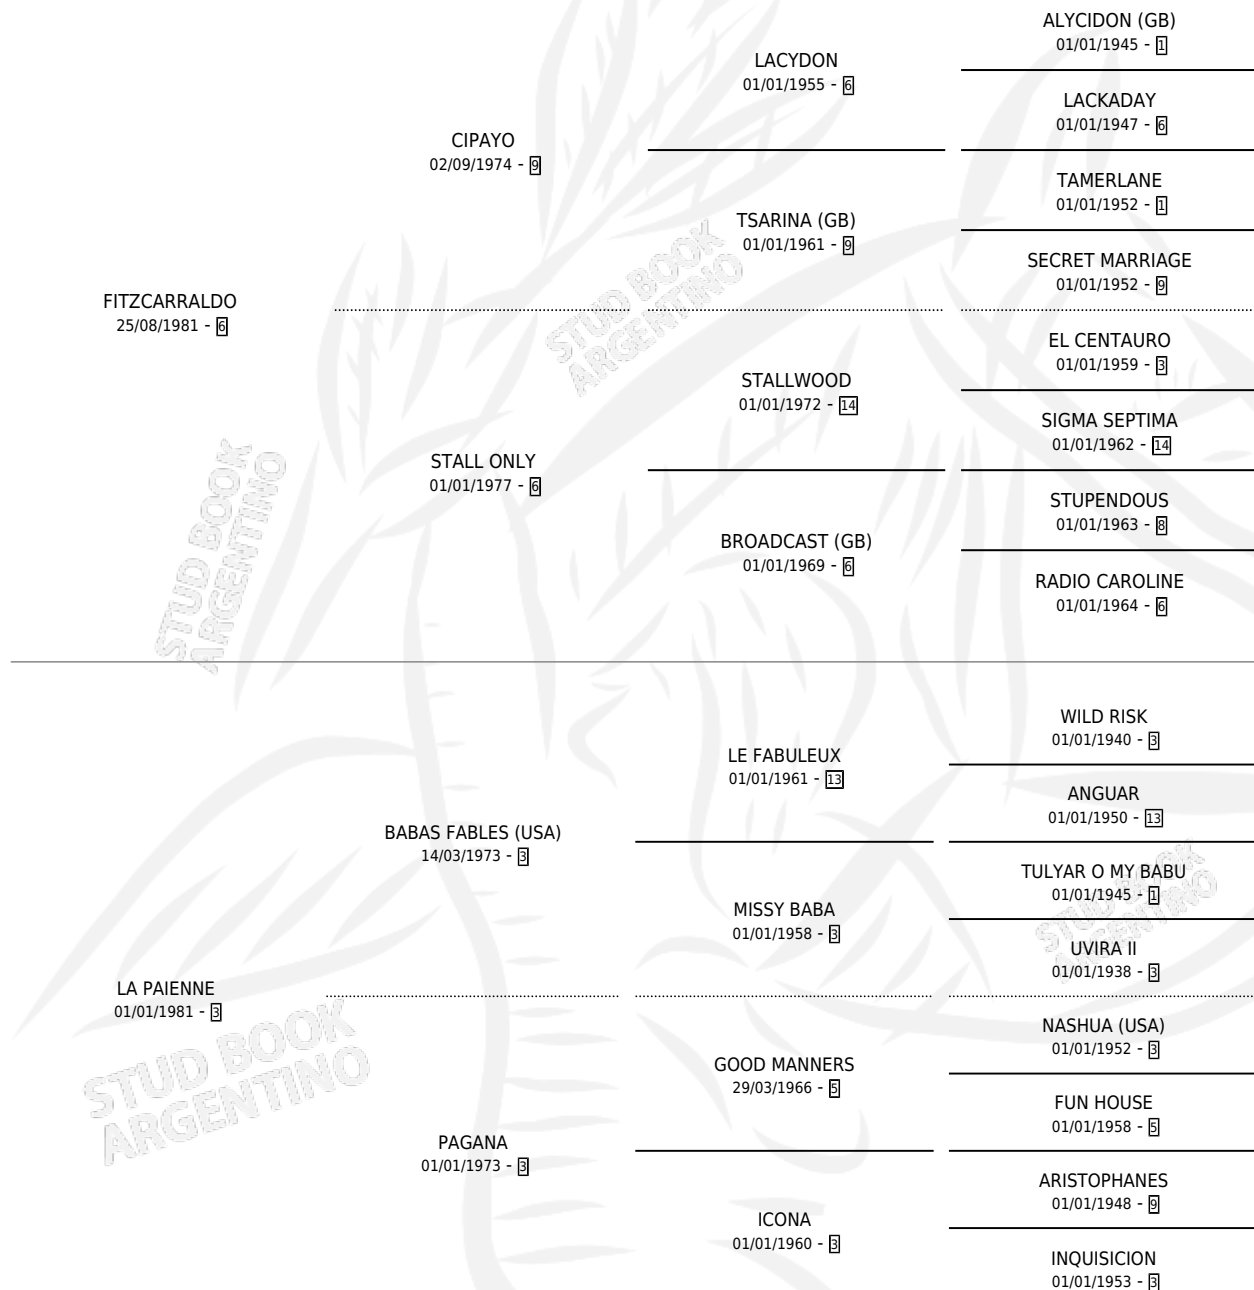 ALYCIDON (GB)
01/01/1945 - 1
LACYDON
01/01/1955 - 6
LACKADAY
01/01/1947 - 6
CIPAYO
02/09/1974 - 9
TAMERLANE
01/01/1952 - 1
TSARINA (GB)
01/01/1961 - 9
SECRET MARRIAGE
01/01/1952 - 9
FITZCARRALDO
25/08/1981 - 6
EL CENTAURO
01/01/1959 - 3
STALLWOOD
01/01/1972 - 14
SIGMA SEPTIMA
01/01/1962 - 14
STALL ONLY
01/01/1977 - 6
STUPENDOUS
01/01/1963 - 8
BROADCAST (GB)
01/01/1969 - 6
RADIO CAROLINE
01/01/1964 - 6
WILD RISK
01/01/1940 - 3
LE FABULEUX
01/01/1961 - 13
ANGUAR
01/01/1950 - 13
BABAS FABLES (USA)
14/03/1973 - 3
TULYAR O MY BABU
01/01/1945 - 1
MISSY BABA
01/01/1958 - 3
UVIRA II
01/01/1938 - 3
LA PAIENNE
01/01/1981 - 3
NASHUA (USA)
01/01/1952 - 3
GOOD MANNERS
29/03/1966 - 5
FUN HOUSE
01/01/1958 - 5
PAGANA
01/01/1973 - 3
ARISTOPHANES
01/01/1948 - 9
ICONA
01/01/1960 - 3
INQUISICION
01/01/1953 - 3
STUD BOOK
ARGENTINO
STUD BOOK
ARGENTINO
STUD BOOK
ARGENTINO
STUD BOOK
ARGENTINO